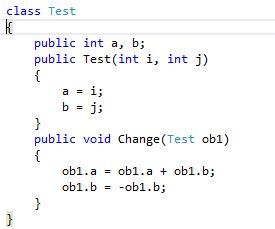 class Test
{
    public int a, b;
    public Test(int i, int j)
    {
        a = i;
        b = j;
    }
    public void Change(Test ob1)
    {
        ob1.a = ob1.a + ob1.b;
        ob1.b = -ob1.b;
    }
}